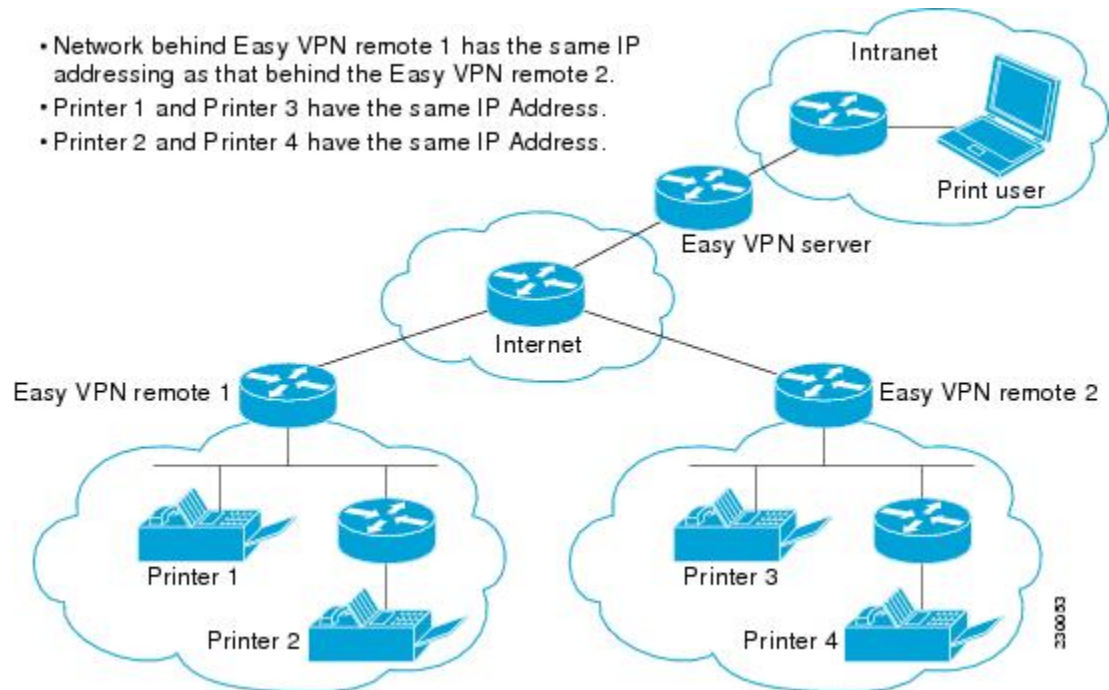 • Network behind Easy VPN remote 1 has the same IP
addressing as that behind the Easy VPN remote 2.
• Printer 1 and Printer 3 have the same IP Address.
• Printer 2 and Printer 4 have the same IP Address.
Intranet
Print user
Easy VPN server
Internet
Easy VPN remote 1
Easy VPN remote 2
Printer 1
Printer 2
Printer 3
Printer 4
230053